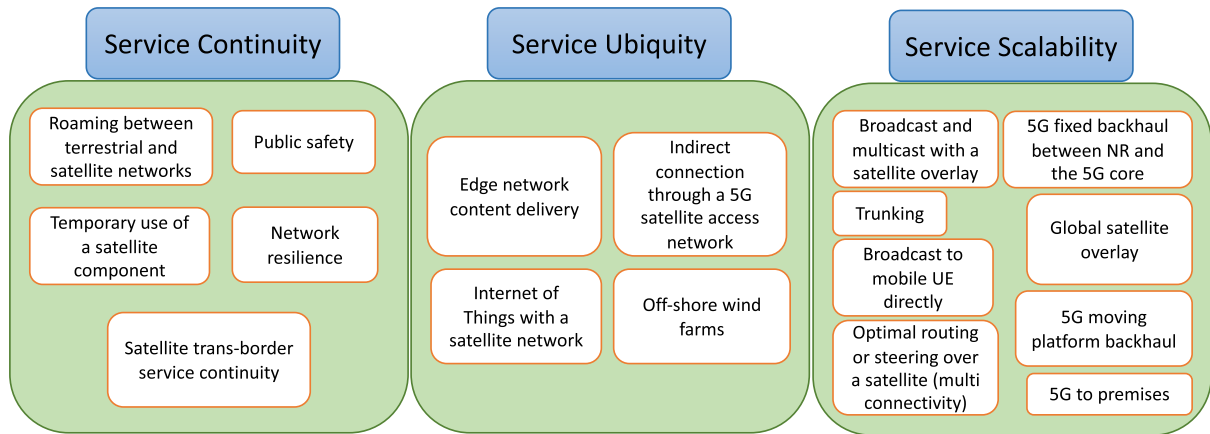 Service Continuity
Roaming between
terrestrial and
satellite networks
Public safety
Temporary use of
a satellite
component
Network
resilience
Satellite trans-border
service continuity
Service Ubiquity
Edge network
content delivery
Indirect
connection
through a 5G
satellite access
network
Internet of
Things with a
satellite network
Off-shore wind
farms
Service Scalability
Broadcast and
multicast with a
satellite overlay
5G fixed backhaul
between NR and
the 5G core
Trunking
Global satellite
overlay
Broadcast to
mobile UE
directly
5G moving
platform backhaul
Optimal routing
or steering over
a satellite (multi
connectivity)
5G to premises